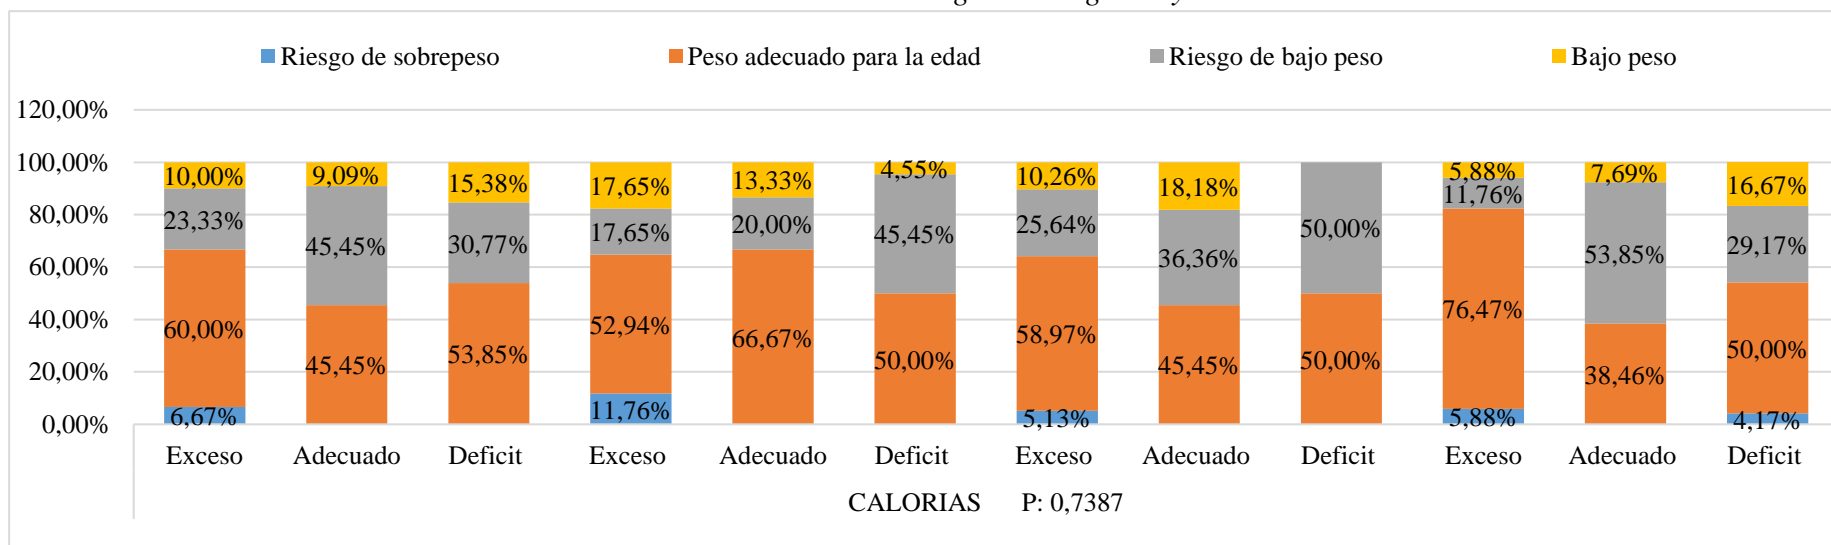 Riesgo de sobrepeso Peso adecuado para la edad Riesgo de bajo peso Bajo peso
120,00%
100,00%
80,00%
60,00%
40,00%
20,00%
0,00%
10,00% 9,09% 15,38% 17,65% 13,33% 4,55% 10,26% 18,18% 5,88% 7,69% 16,67%
23,33% 45,45% 30,77% 17,65% 20,00% 45,45% 25,64% 36,36% 50,00% 11,76% 53,85% 29,17%
60,00% 45,45% 53,85% 52,94% 66,67% 50,00% 58,97% 45,45% 50,00% 76,47% 38,46% 50,00%
6,67% 11,76% 5,13% 5,88% 4,17%
Exceso Adecuado Deficit Exceso Adecuado Deficit Exceso Adecuado Deficit Exceso Adecuado Deficit
CALORIAS P: 0,7387